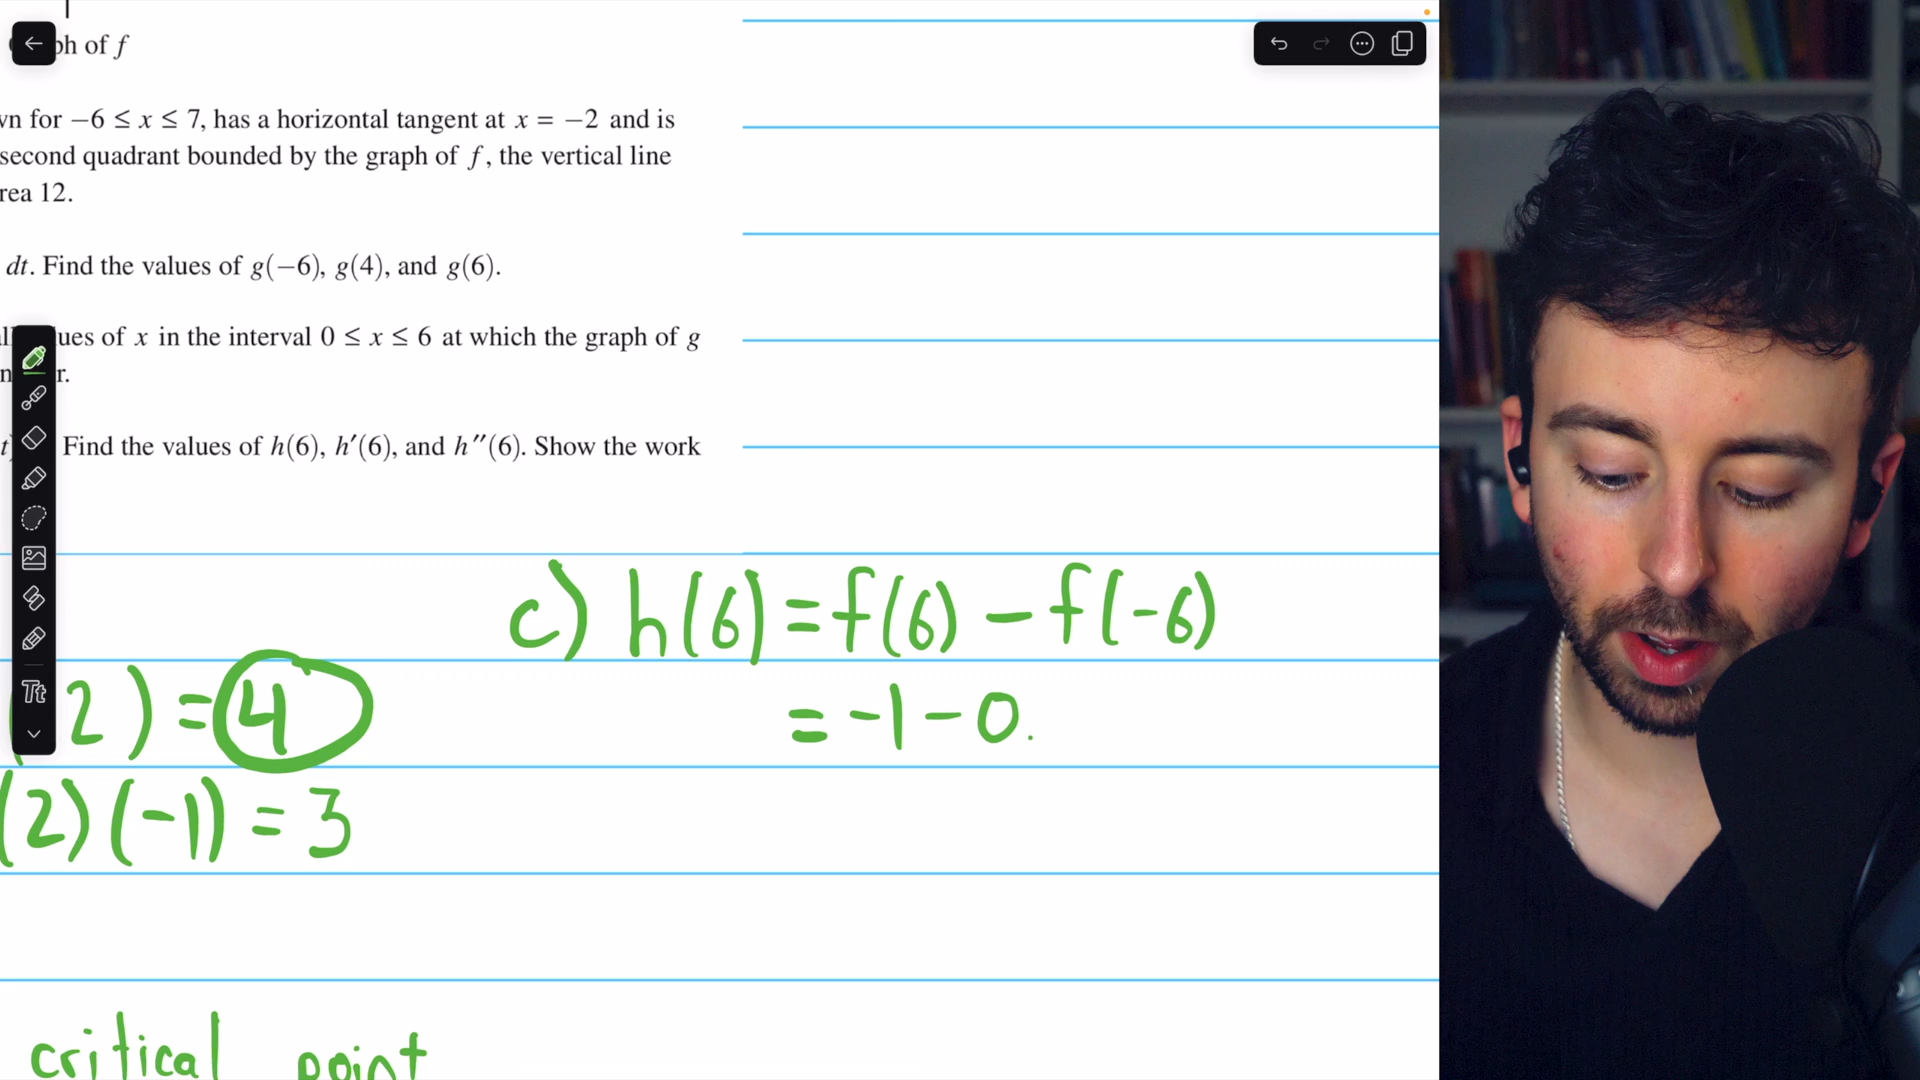 ph of f
wn for −6 ≤ x ≤ 7, has a horizontal tangent at x = −2 and is
second quadrant bounded by the graph of f, the vertical line
rea 12.
dt. Find the values of g(−6), g(4), and g(6).
ues of x in the interval 0 ≤ x ≤ 6 at which the graph of g
r.
Find the values of h(6), h′(6), and h″(6). Show the work
c) h(6) = f(6) − f(-6)
= -1 - 0.
2) = 4
(2)(-1) = 3
critical point
Tt